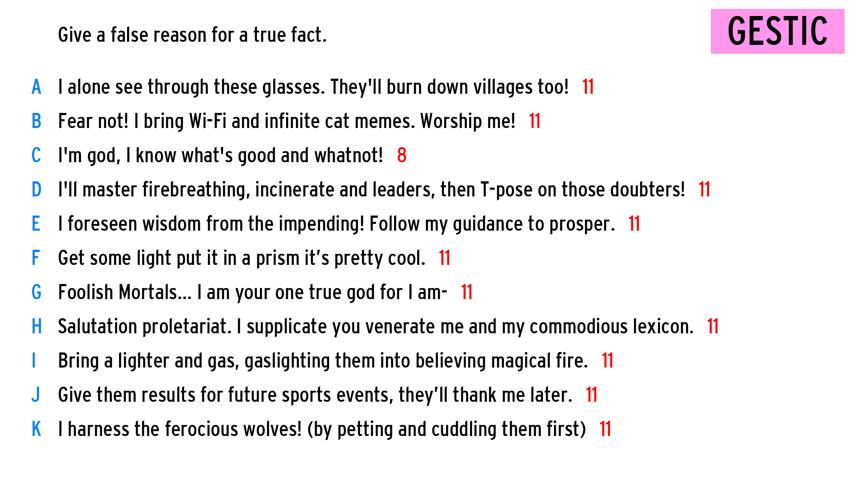 Give a false reason for a true fact.
GESTIC
A I alone see through these glasses. They'll burn down villages too! 11
B Fear not! I bring Wi-Fi and infinite cat memes. Worship me! 11
C I'm god, I know what's good and whatnot! 8
D I'll master firebreathing, incinerate and leaders, then T-pose on those doubters! 11
E I foreseen wisdom from the impending! Follow my guidance to prosper. 11
F Get some light put it in a prism it’s pretty cool. 11
G Foolish Mortals... I am your one true god for I am- 11
H Salutation proletariat. I supplicate you venerate me and my commodious lexicon. 11
I Bring a lighter and gas, gaslighting them into believing magical fire. 11
J Give them results for future sports events, they’ll thank me later. 11
K I harness the ferocious wolves! (by petting and cuddling them first) 11